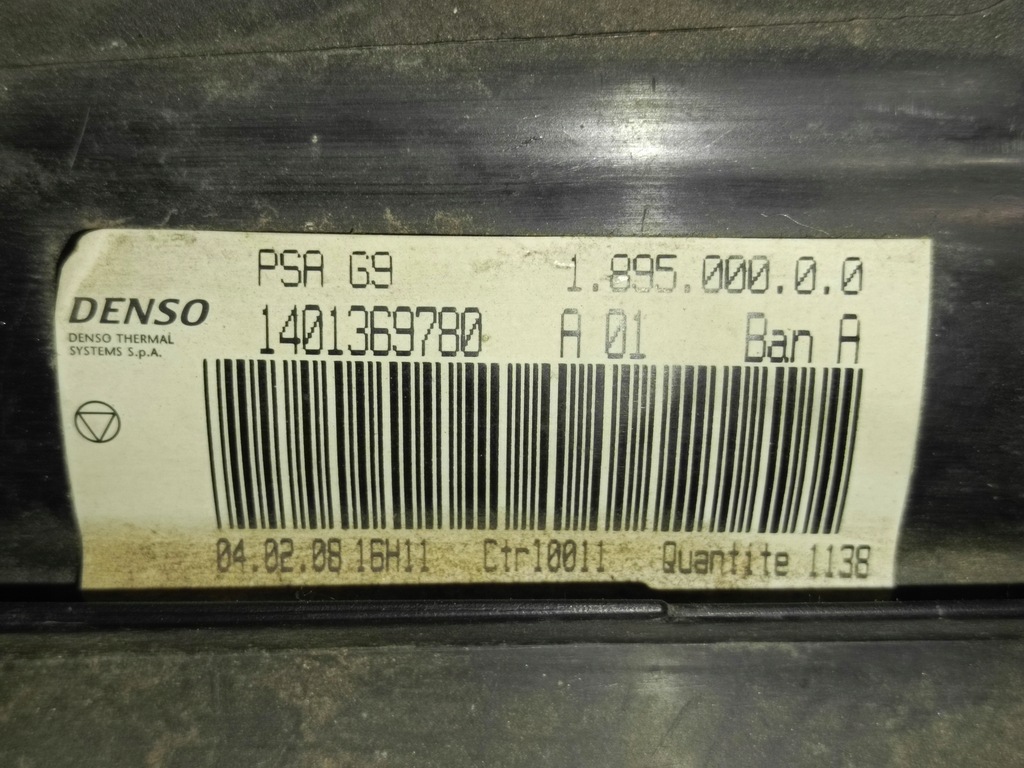 PSA G9 1.895.000.0.0
DENSO
1401369780 A 01 Ban A
DENSO THERMAL
SYSTEMS S.p.A.
04.02.08 16H11 Ctr10011 Quantite 1138